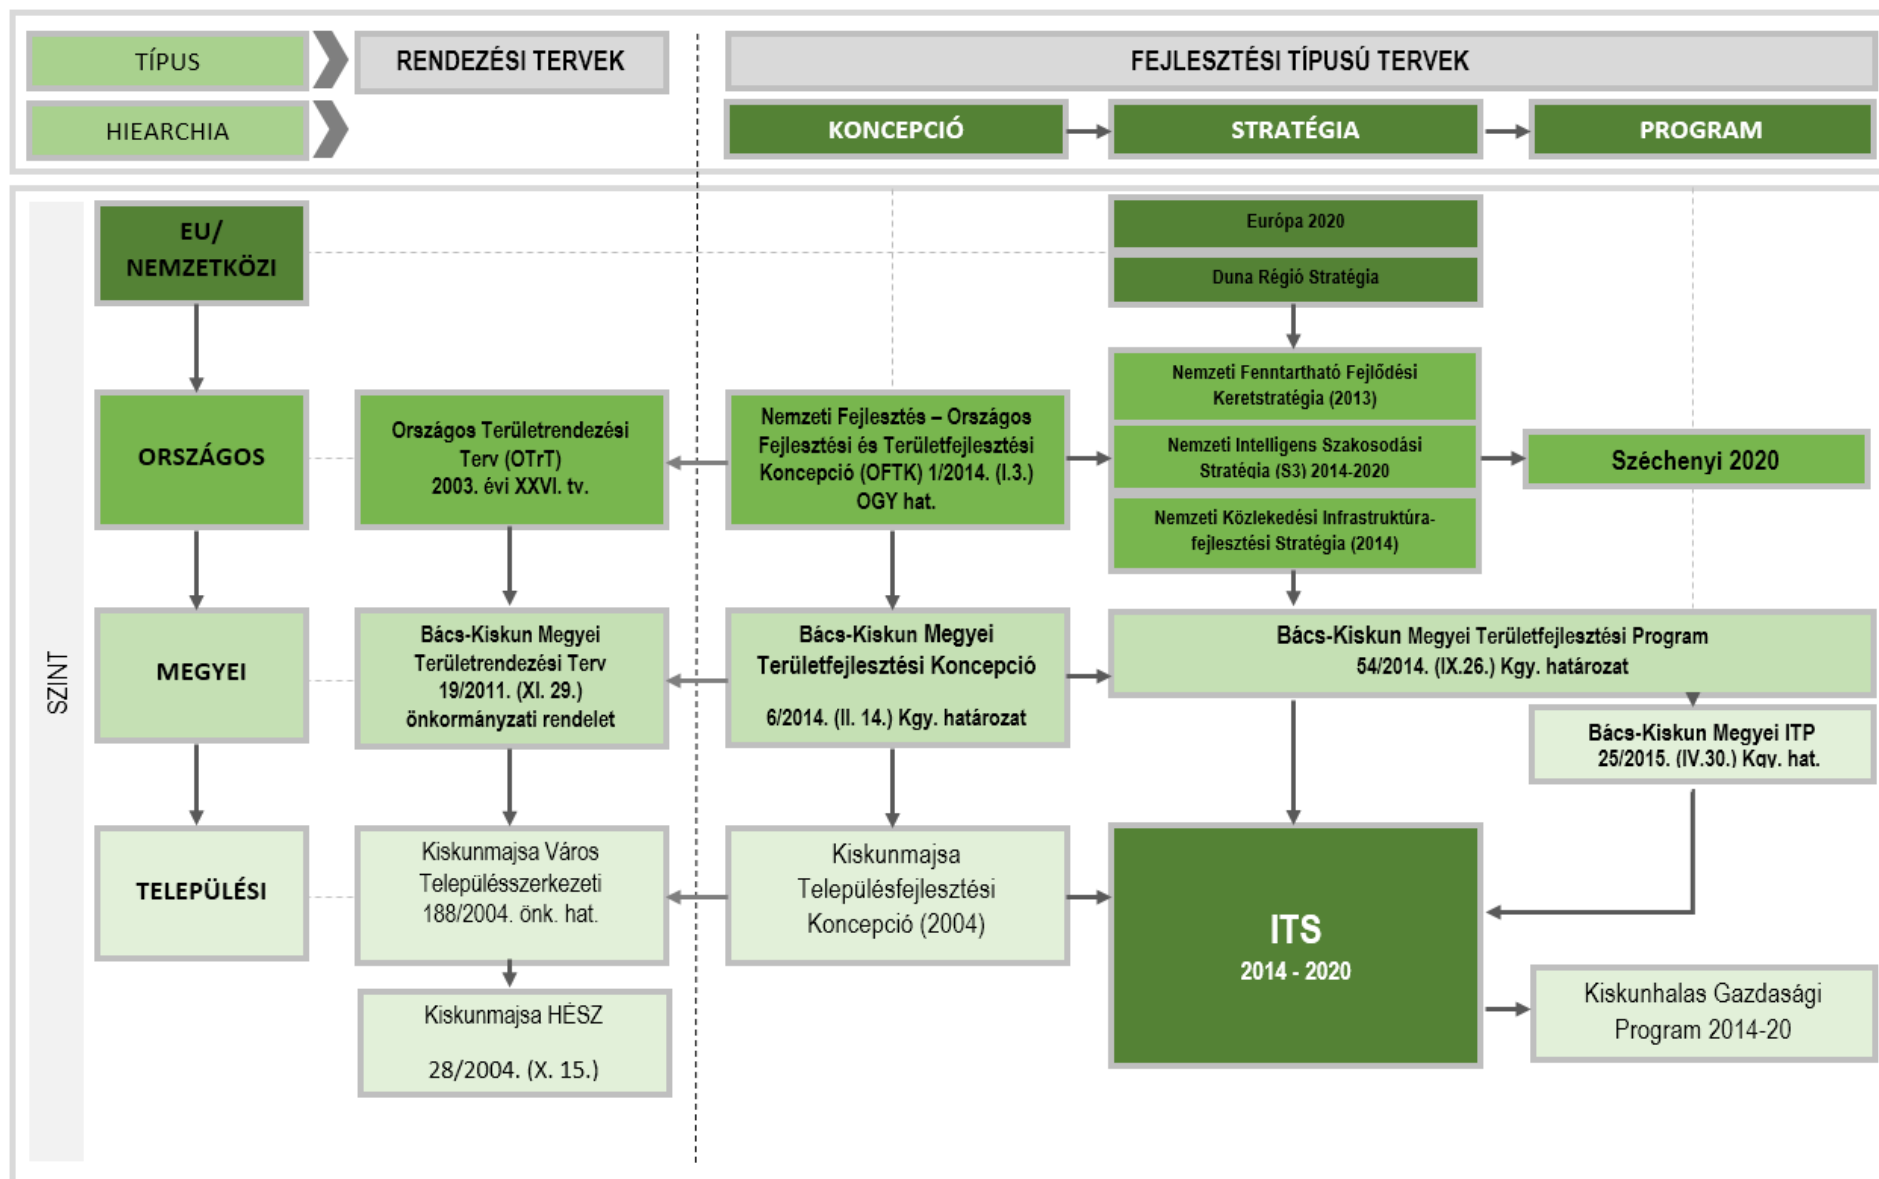 TÍPUS
RENDEZÉSI TERVEK
FEJLESZTÉSI TÍPUSÚ TERVEK
HIEARCHIA
KONCEPCIÓ
STRATÉGIA
PROGRAM
SZINT
EU/
NEMZETKÖZI
Európa 2020
Duna Régió Stratégia
ORSZÁGOS
Országos Területrendezési
Terv (OTrT)
2003. évi XXVI. tv.
Nemzeti Fejlesztés – Országos
Fejlesztési és Területfejlesztési
Koncepció (OFTK) 1/2014. (I.3.)
OGY hat.
Nemzeti Fenntartható Fejlődési
Keretstratégia (2013)
Nemzeti Intelligens Szakosodási
Stratégia (S3) 2014-2020
Nemzeti Közlekedési Infrastruktúra-
fejlesztési Stratégia (2014)
Széchenyi 2020
MEGYEI
Bács-Kiskun Megyei
Területrendezési Terv
19/2011. (XI. 29.)
önkormányzati rendelet
Bács-Kiskun Megyei
Területfejlesztési Koncepció
6/2014. (II. 14.) Kgy. határozat
Bács-Kiskun Megyei Területfejlesztési Program
54/2014. (IX.26.) Kgy. határozat
Bács-Kiskun Megyei ITP
25/2015. (IV.30.) Kgy. hat.
TELEPÜLÉSI
Kiskunmajsa Város
Településszerkezeti
188/2004. önk. hat.
Kiskunmajsa
Településfejlesztési
Koncepció (2004)
ITS
2014 - 2020
Kiskunmajsa HÉSZ
28/2004. (X. 15.)
Kiskunhalas Gazdasági
Program 2014-20